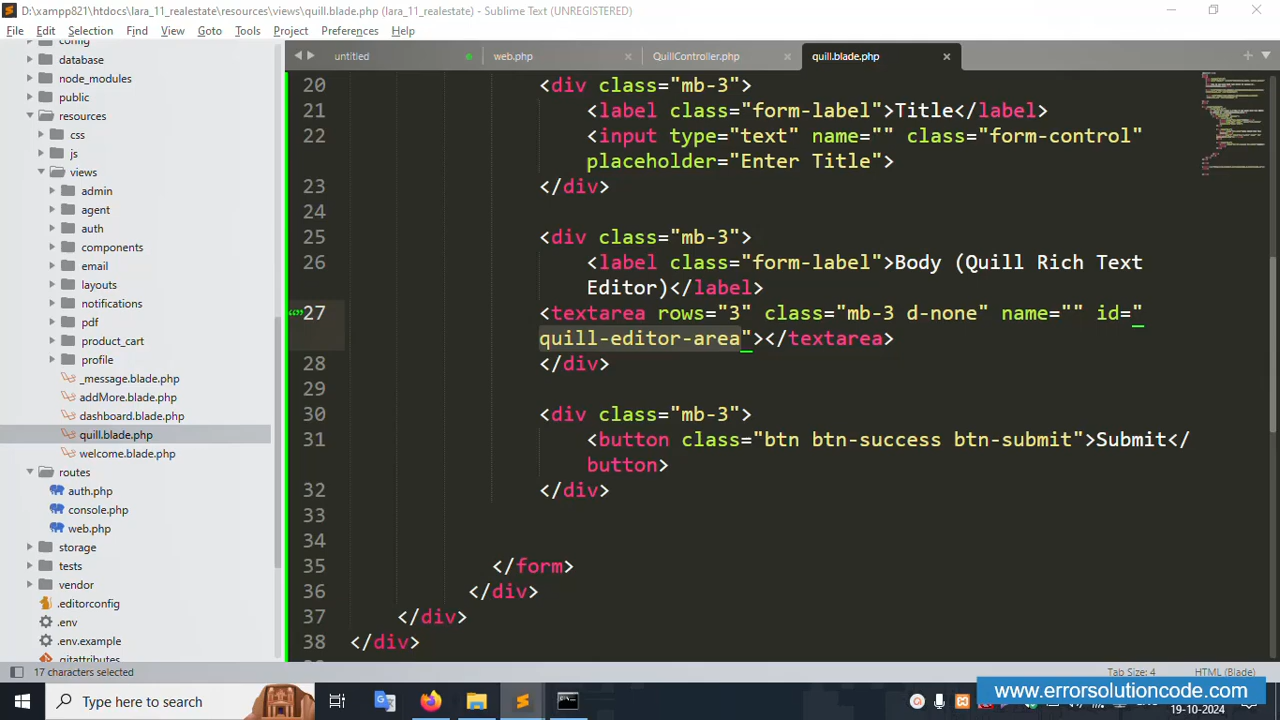 D:\xampp821\htdocs\lara_11_realestate\resources\views\quill.blade.php (lara_11_realestate) - Sublime Text (UNREGISTERED)
File Edit Selection Find View Goto Tools Project Preferences Help
untitled web.php QuillController.php quill.blade.php
config
database
node_modules
public
resources
css
js
views
admin
agent
auth
components
email
layouts
notifications
pdf
product_cart
profile
_message.blade.php
addMore.blade.php
dashboard.blade.php
quill.blade.php
welcome.blade.php
routes
auth.php
console.php
web.php
storage
tests
vendor
.editorconfig
.env
.env.example
.gitattributes
20 <div class="mb-3">
21 <label class="form-label">Title</label>
22 <input type="text" name="" class="form-control"
placeholder="Enter Title">
23 </div>
24
25 <div class="mb-3">
26 <label class="form-label">Body (Quill Rich Text
Editor)</label>
27 <textarea rows="3" class="mb-3 d-none" name="" id="
quill-editor-area"></textarea>
28 </div>
29
30 <div class="mb-3">
31 <button class="btn btn-success btn-submit">Submit</
button>
32 </div>
33
34
35 </form>
36 </div>
37 </div>
38 </div>
17 characters selected Tab Size: 4 HTML (Blade)
Type here to search
www.errorsolutioncode.com
19-10-2024